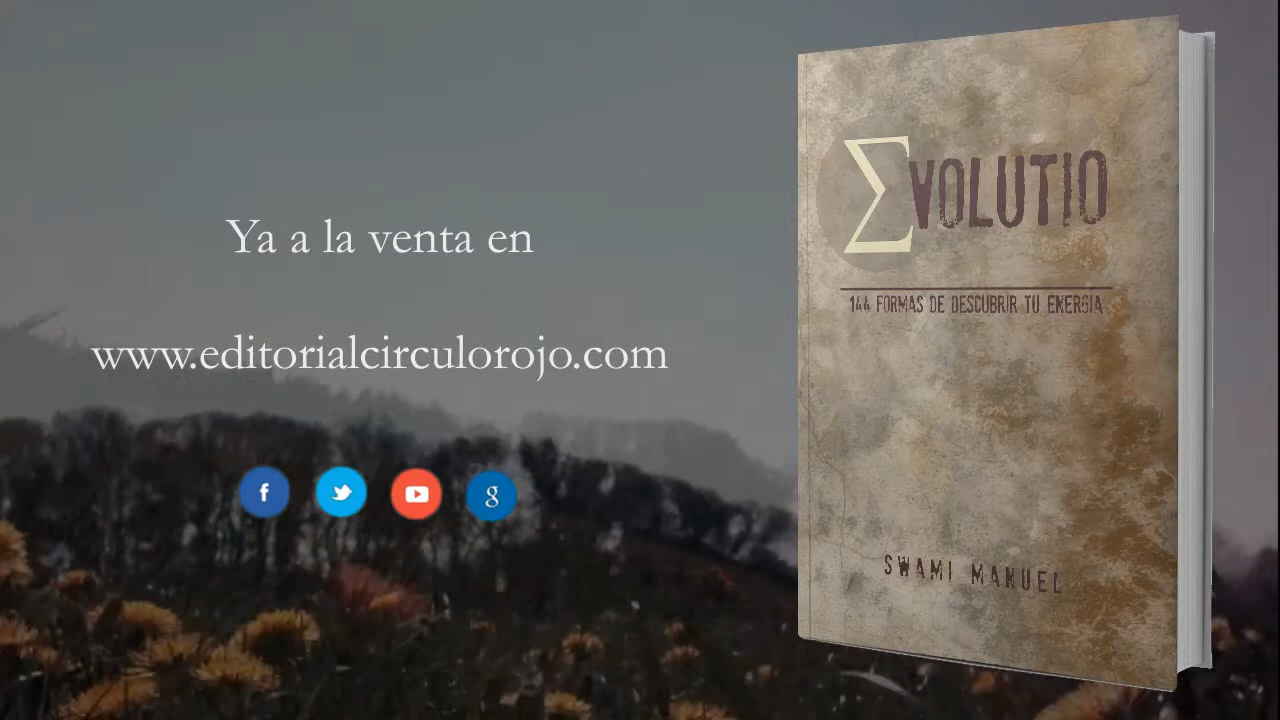 Ya a la venta en
www.editorialcirculorojo.com
ΣVOLUTIO
144 FORMAS DE DESCUBRIR TU ENERGÍA
SWAMI MANUEL